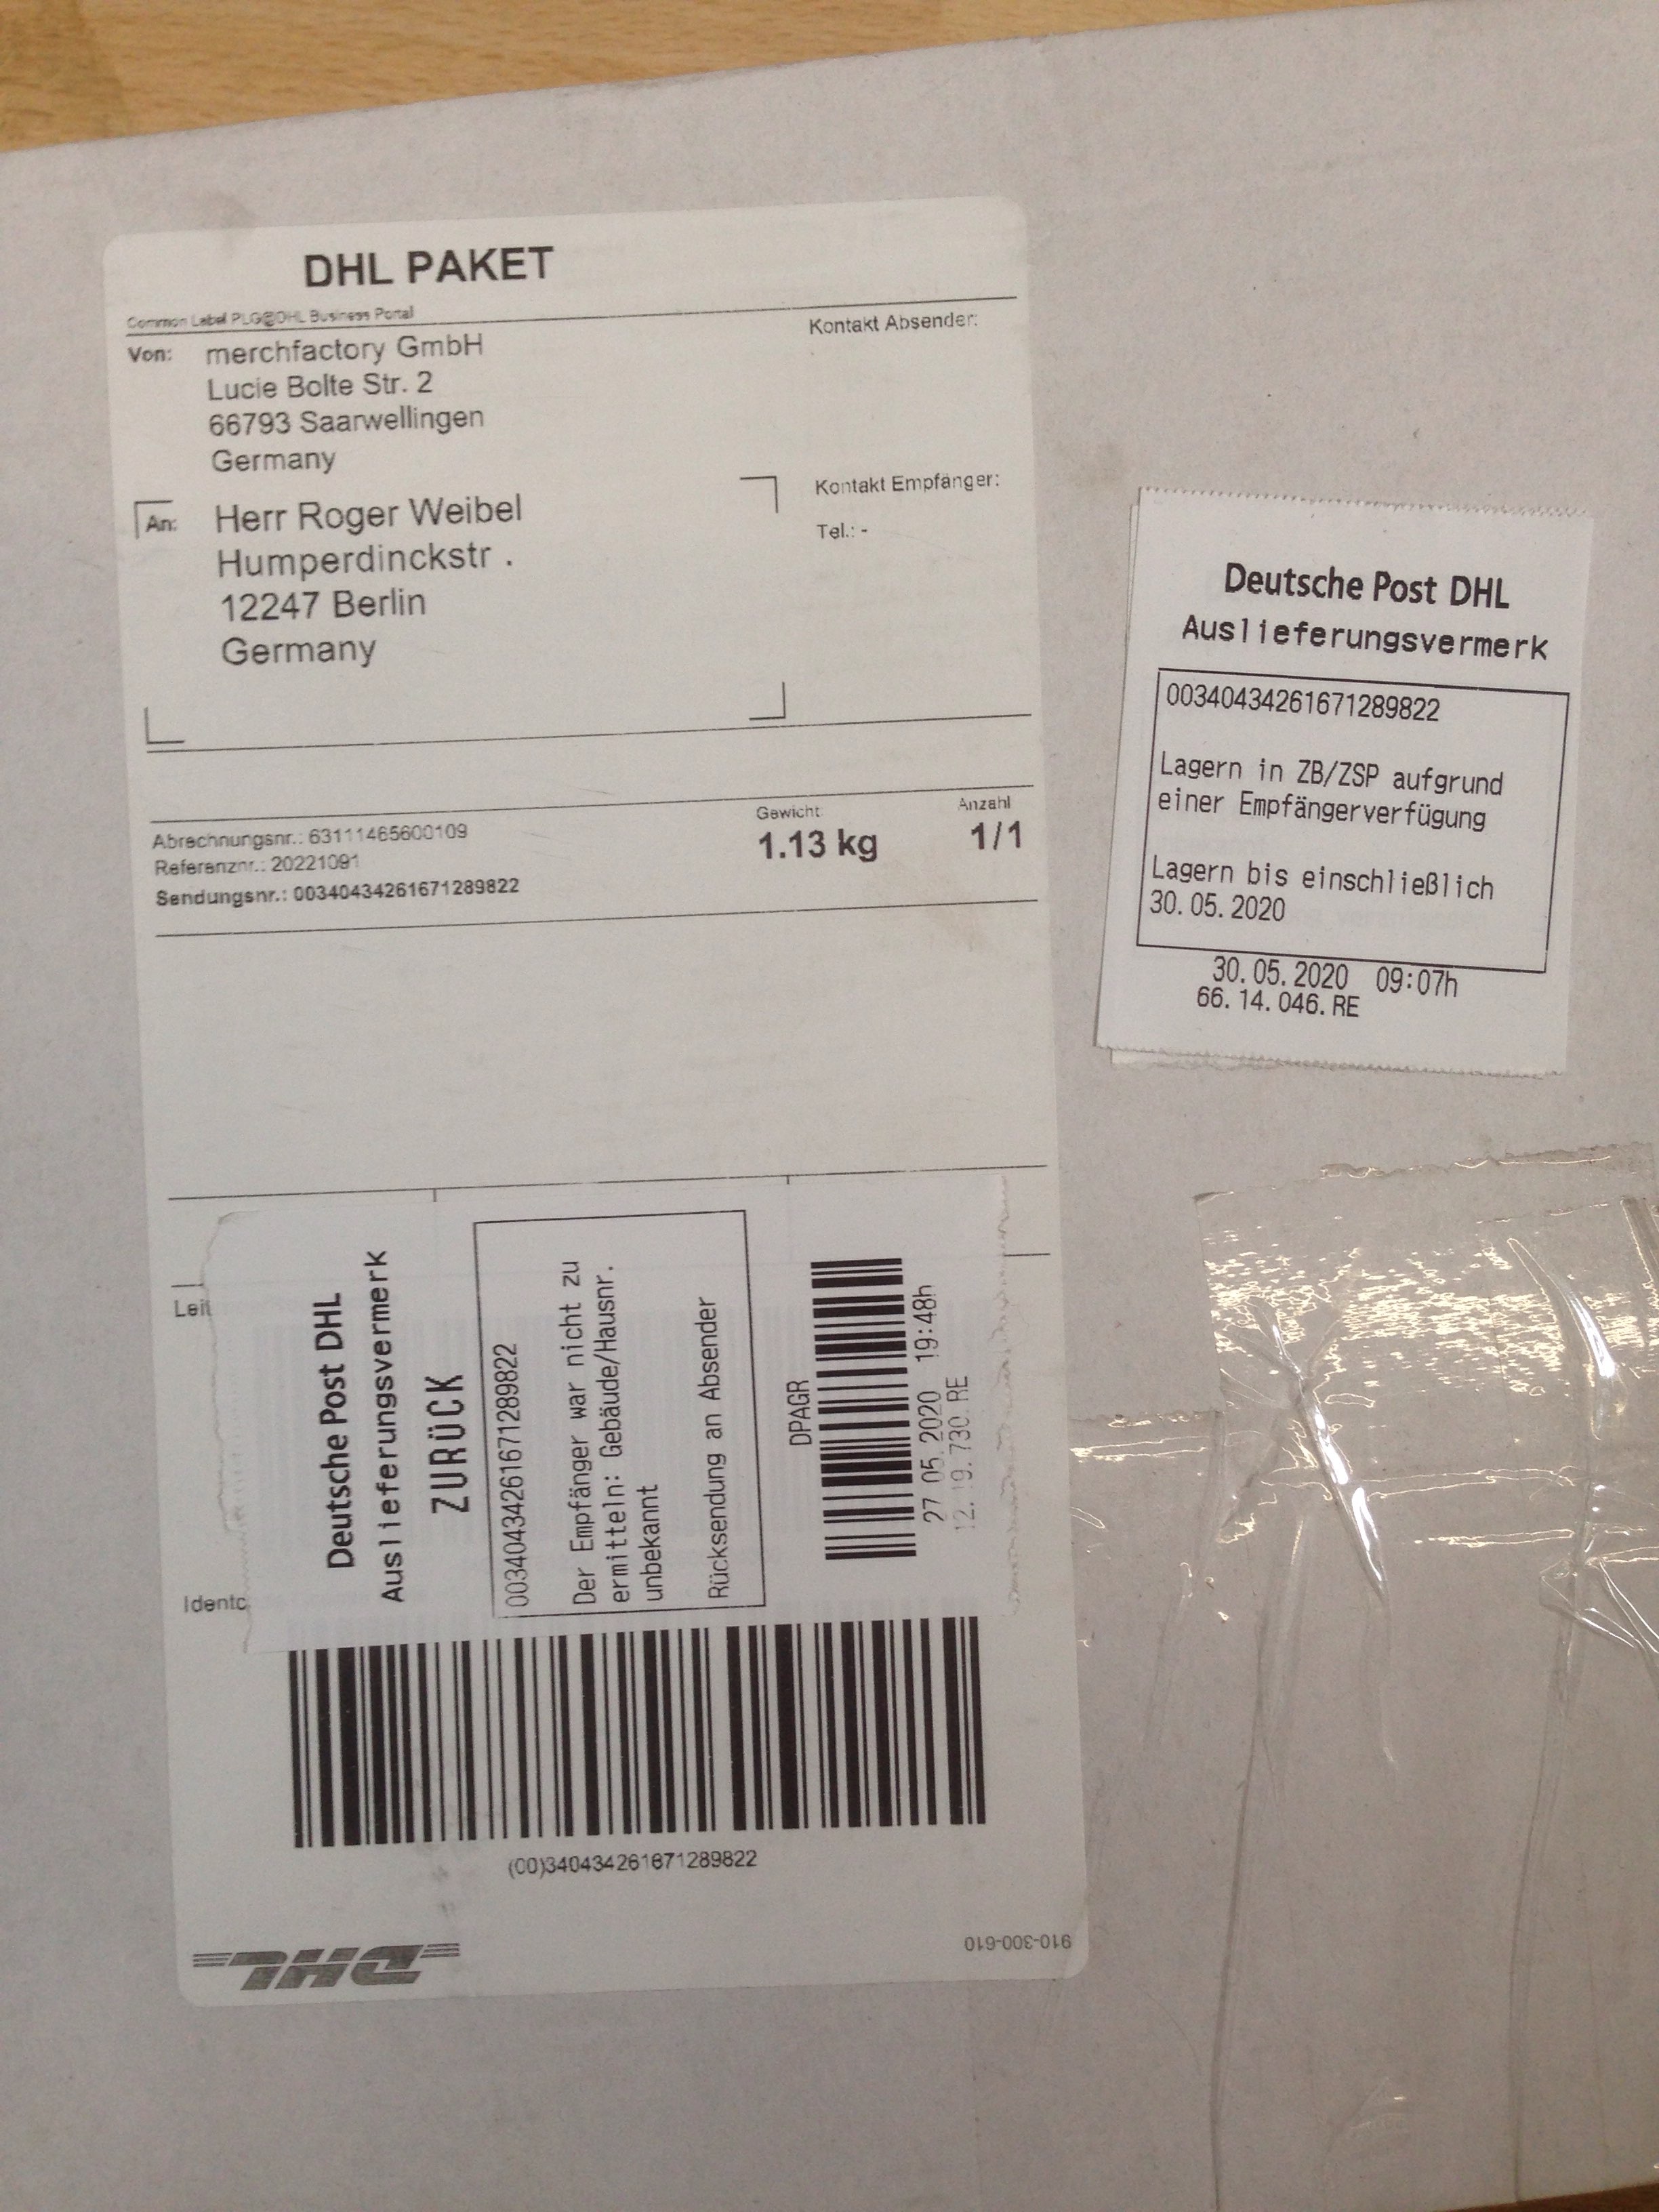 DHL PAKET
Common Label PLG@DHL Business Portal
Von: merchfactory GmbH
Lucie Bolte Str. 2
66793 Saarwellingen
Germany
Kontakt Absender:
An: Herr Roger Weibel
Humperdinckstr .
12247 Berlin
Germany
Kontakt Empfänger:
Tel.: -
Abrechnungsnr.: 63111465600109
Referenznr.: 20221091
Sendungsnr.: 00340434261671289822
Gewicht
1.13 kg
Anzahl
1/1
Leit
Identc
Deutsche Post DHL
Auslieferungsvermerk
ZURÜCK
00340434261671289822
Der Empfänger war nicht zu
ermitteln: Gebäude/Hausnr.
unbekannt
Rücksendung an Absender
DPAGR
27 05. 2020 19:48h
12. 19. 730. RE
(00)340434261671289822
DHL
910-300-610
Deutsche Post DHL
Auslieferungsvermerk
00340434261671289822
Lagern in ZB/ZSP aufgrund
einer Empfängerverfügung
Lagern bis einschließlich
30. 05. 2020
30. 05. 2020 09:07h
66. 14. 046. RE